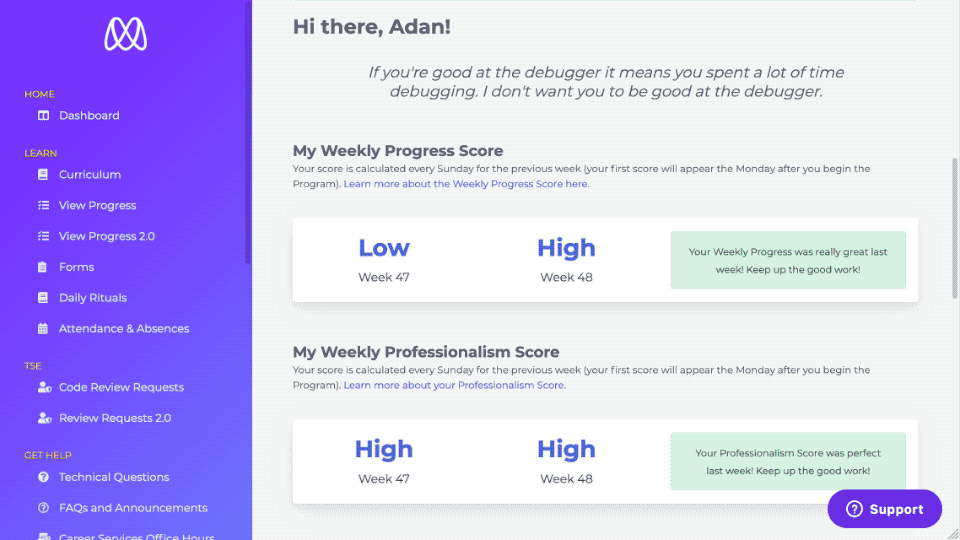 HOME
Dashboard
LEARN
Curriculum
View Progress
View Progress 2.0
Forms
Daily Rituals
Attendance & Absences
TSE
Code Review Requests
Review Requests 2.0
GET HELP
Technical Questions
FAQs and Announcements
Career Services Office Hours
Hi there, Adan!
If you're good at the debugger it means you spent a lot of time
debugging. I don't want you to be good at the debugger.
My Weekly Progress Score
Your score is calculated every Sunday for the previous week (your first score will appear the Monday after you begin the
Program). Learn more about the Weekly Progress Score here.
Low
Week 47
High
Week 48
Your Weekly Progress was really great last
week! Keep up the good work!
My Weekly Professionalism Score
Your score is calculated every Sunday for the previous week (your first score will appear the Monday after you begin the
Program). Learn more about your Professionalism Score.
High
Week 47
High
Week 48
Your Professionalism Score was perfect
last week! Keep up the good work!
Support